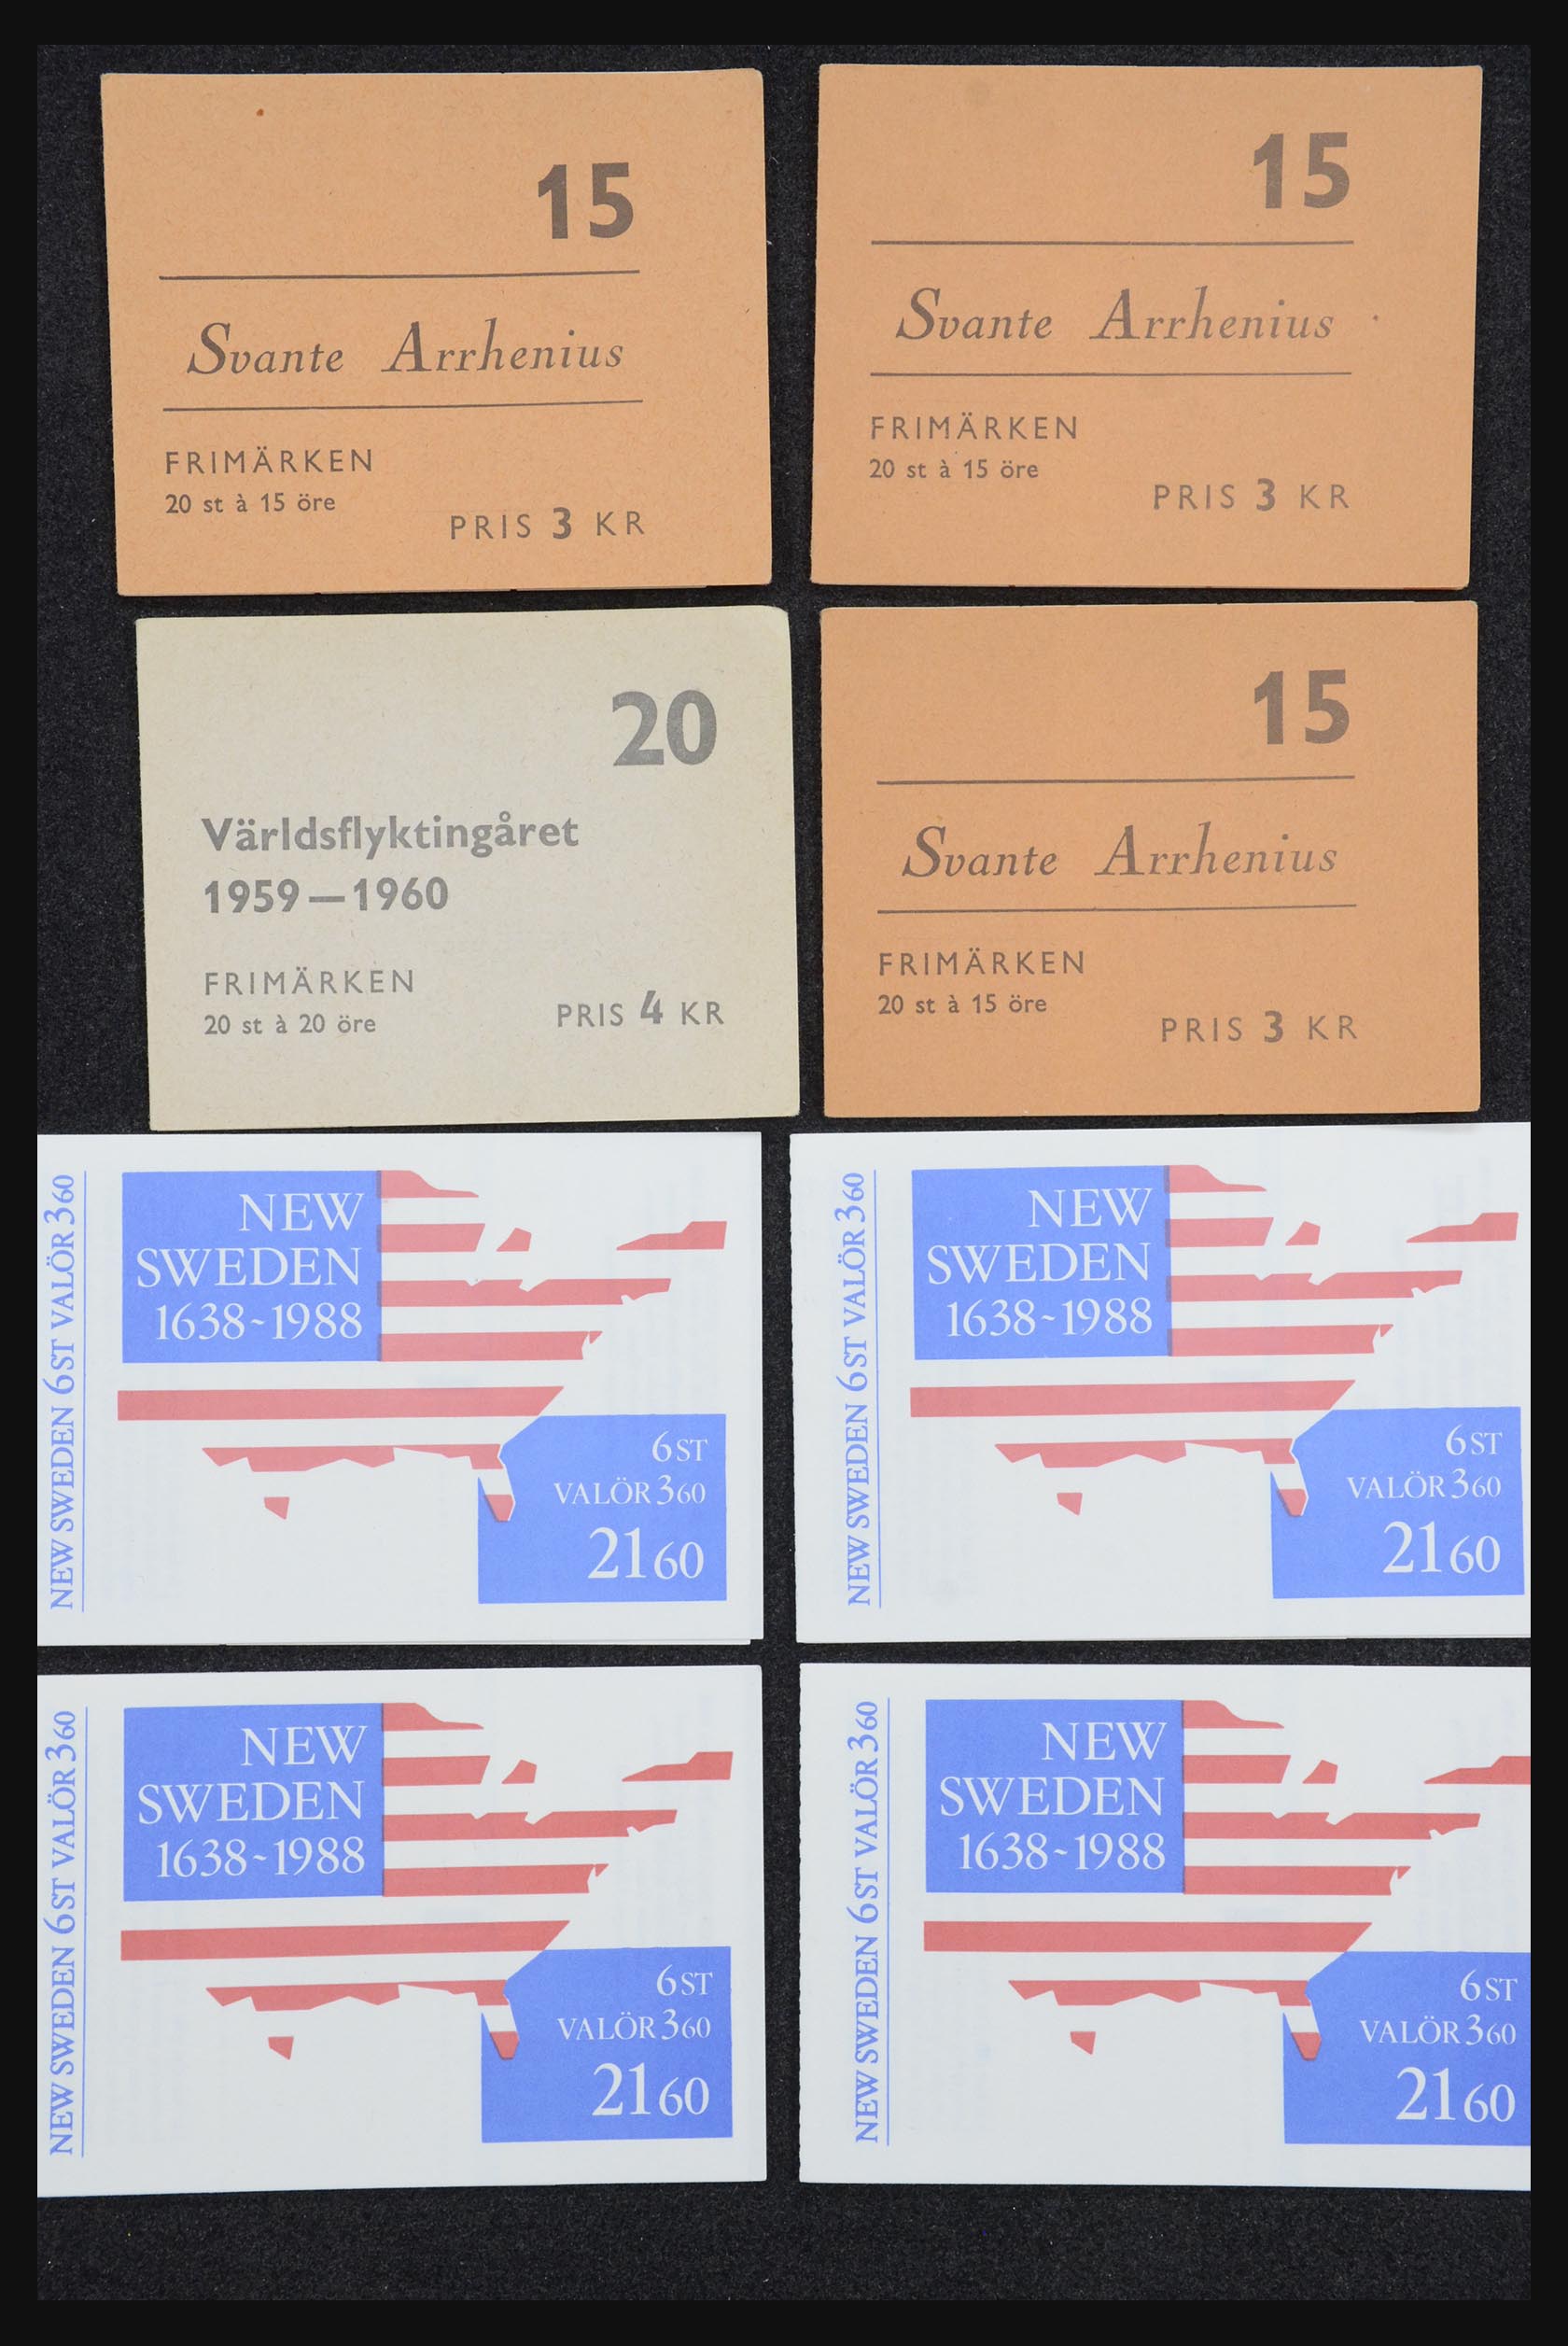 15
Svante Arrhenius
FRIMÄRKEN
20 st à 15 öre
PRIS 3 KR
15
Svante Arrhenius
FRIMÄRKEN
20 st à 15 öre
PRIS 3 KR
20
Världsflyktingåret
1959—1960
FRIMÄRKEN
20 st à 20 öre
PRIS 4 KR
15
Svante Arrhenius
FRIMÄRKEN
20 st à 15 öre
PRIS 3 KR
NEW SWEDEN 6ST VALÖR 360
NEW
SWEDEN
1638~1988
6ST
VALÖR 360
2160
NEW SWEDEN 6ST VALÖR 360
NEW
SWEDEN
1638~1988
6ST
VALÖR 360
2160
NEW SWEDEN 6ST VALÖR 360
NEW
SWEDEN
1638~1988
6ST
VALÖR 360
2160
NEW SWEDEN 6ST VALÖR 360
NEW
SWEDEN
1638~1988
6ST
VALÖR 360
2160